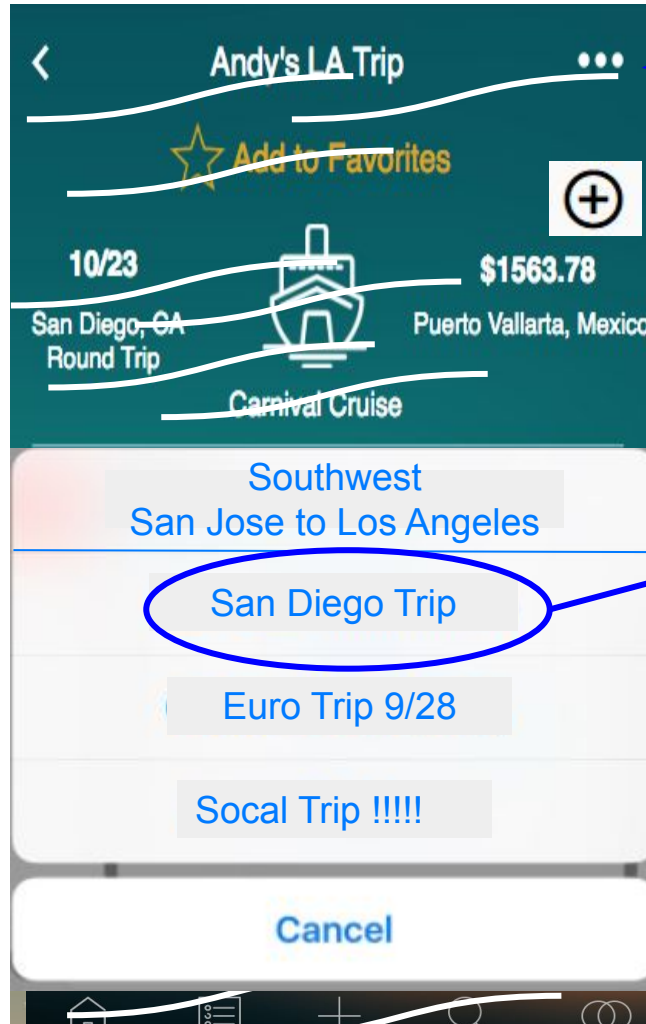 Andy's LA Trip
Add to Favorites
10/23
$1563.78
San Diego, CA
Round Trip
Puerto Vallarta, Mexico
Carnival Cruise
Southwest
San Jose to Los Angeles
San Diego Trip
Euro Trip 9/28
Socal Trip !!!!!
Cancel